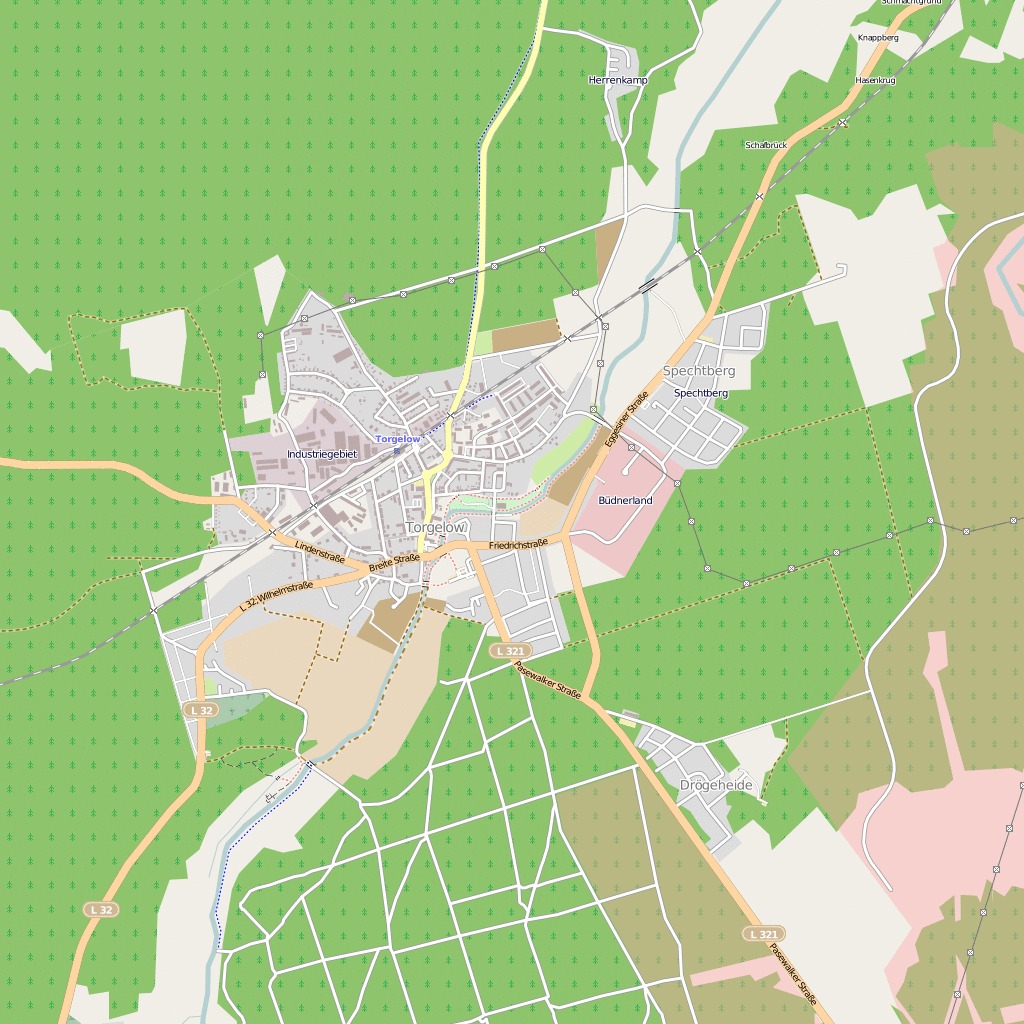 Schmachtgrund
Knappberg
Herrenkamp
Hasenkrug
Schafbrück
Spechtberg
Spechtberg
Eggesiner Straße
Torgelow
Industriegebiet
Büdnerland
Torgelow
Friedrichstraße
Lindenstraße
Breite Straße
L 32·Wilhelmstraße
L 321
Pasewalker Straße
L 32
Drögeheide
L 32
L 321
Pasewalker Straße